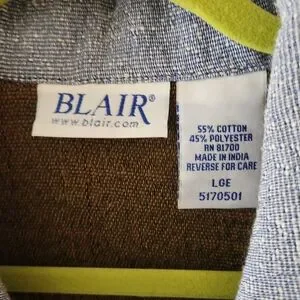 BLAIR®
www.blair.com
55% COTTON
45% POLYESTER
RN 81700
MADE IN INDIA
REVERSE FOR CARE
LGE
5170501